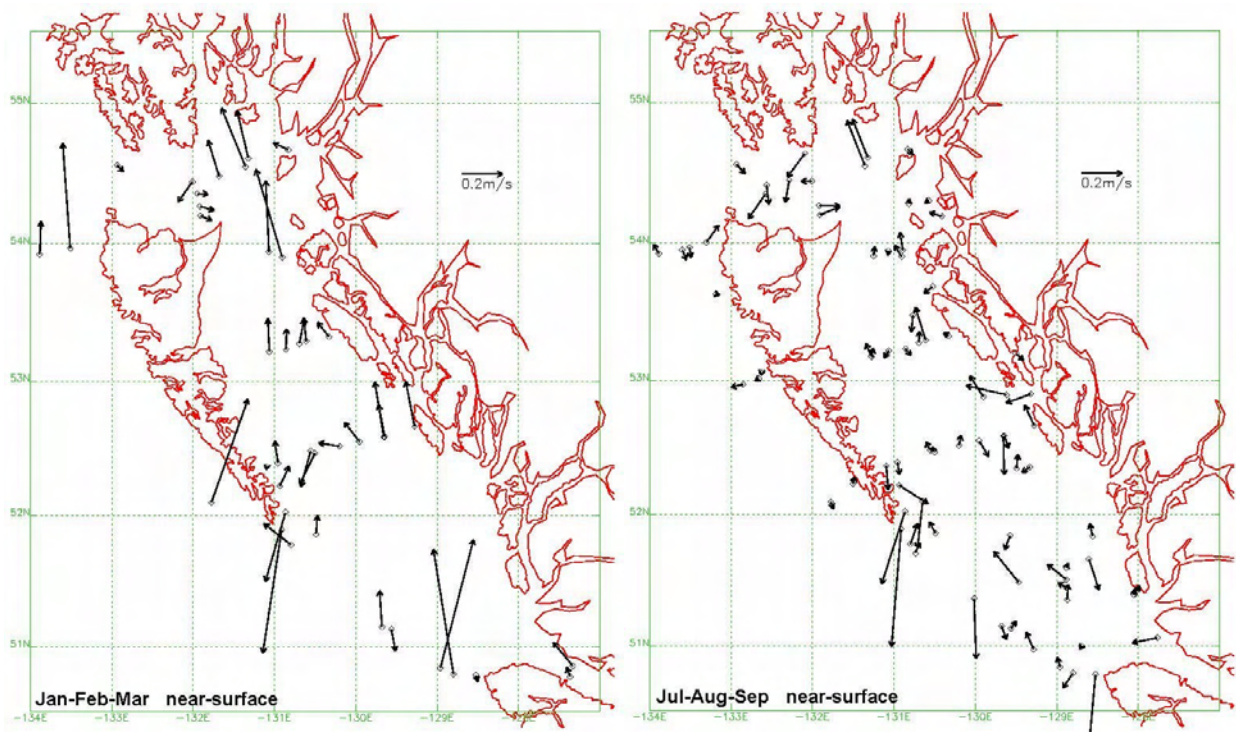 55N
54N
53N
52N
51N
0.2m/s
Jan-Feb-Mar near-surface
-134E -133E -132E -131E -130E -129E
55N
54N
53N
52N
51N
0.2m/s
Jul-Aug-Sep near-surface
-134E -133E -132E -131E -130E -129E